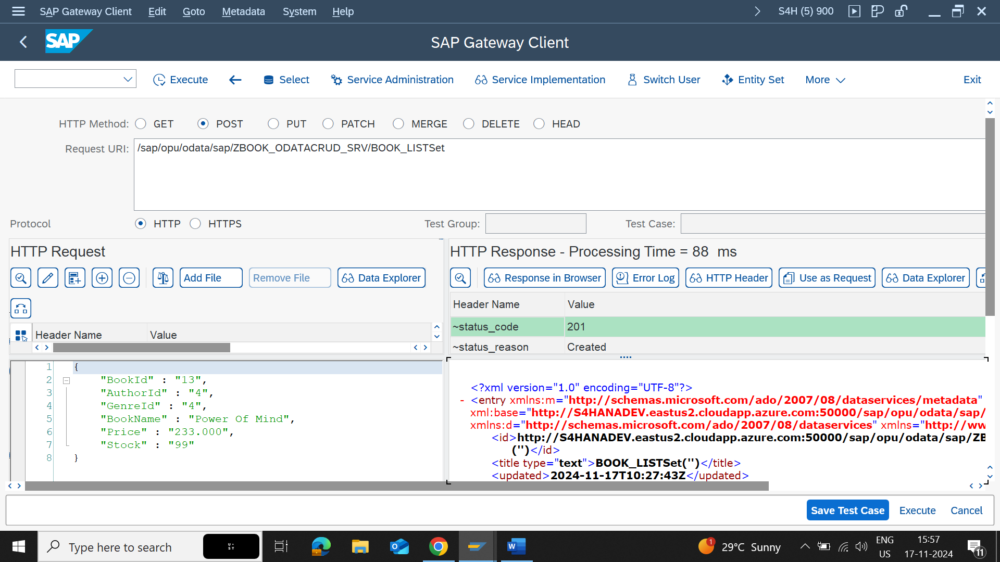 SAP Gateway Client Edit Goto Metadata System Help S4H (5) 900
SAP SAP Gateway Client
Execute Select Service Administration Service Implementation Switch User Entity Set More Exit
HTTP Method: GET POST PUT PATCH MERGE DELETE HEAD
Request URI: /sap/opu/odata/sap/ZBOOK_ODATACRUD_SRV/BOOK_LISTSet
Protocol HTTP HTTPS Test Group: Test Case:
HTTP Request
Add File Remove File Data Explorer
Header Name Value
1 {
2 "BookId" : "13",
3 "AuthorId" : "4",
4 "GenreId" : "4",
5 "BookName" : "Power Of Mind",
6 "Price" : "233.000",
7 "Stock" : "99"
8 }
HTTP Response - Processing Time = 88 ms
Response in Browser Error Log HTTP Header Use as Request Data Explorer
Header Name Value
~status_code 201
~status_reason Created
<?xml version="1.0" encoding="UTF-8"?>
- <entry xmlns:m="http://schemas.microsoft.com/ado/2007/08/dataservices/metadata"
xml:base="http://S4HANADEV.eastus2.cloudapp.azure.com:50000/sap/opu/odata/sap/
xmlns:d="http://schemas.microsoft.com/ado/2007/08/dataservices" xmlns="http://ww
<id>http://S4HANADEV.eastus2.cloudapp.azure.com:50000/sap/opu/odata/sap/ZB
('')</id>
<title type="text">BOOK_LISTSet('')</title>
<updated>2024-11-17T10:27:43Z</updated>
Save Test Case Execute Cancel
Type here to search
1 29°C Sunny
ENG
US
15:57
17-11-2024
11